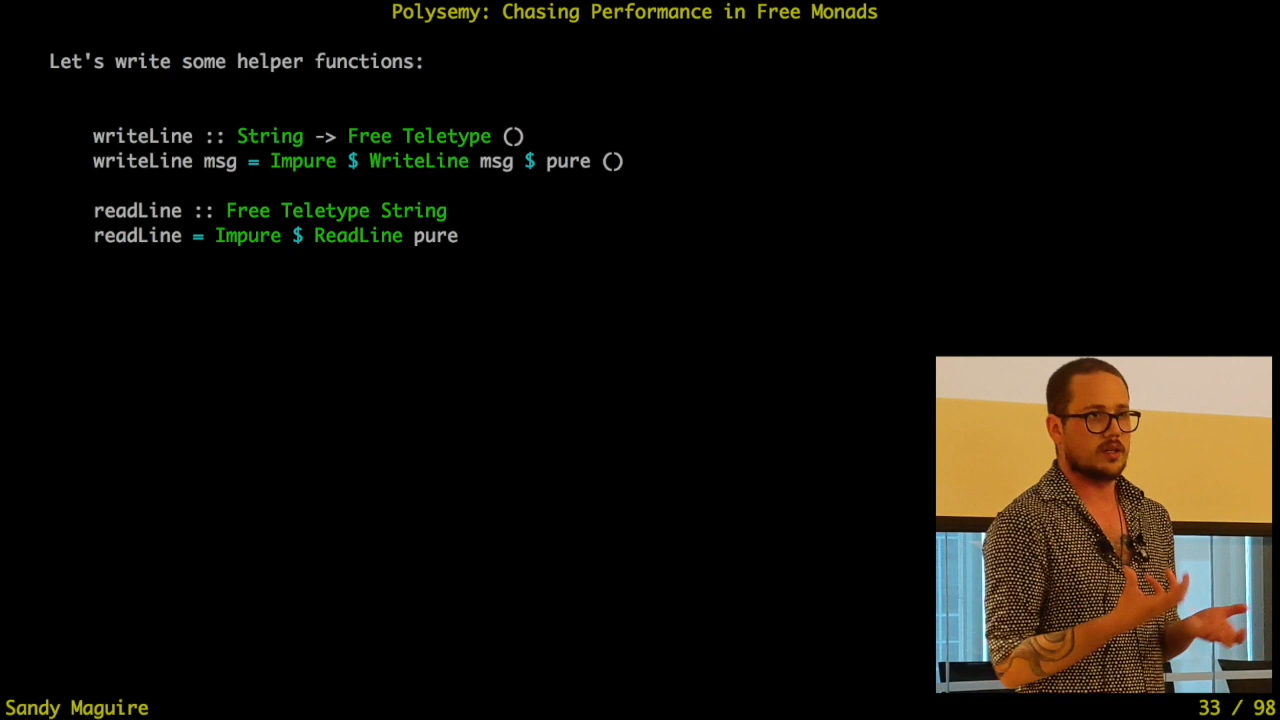 Polysemy: Chasing Performance in Free Monads
Let's write some helper functions:
writeLine :: String -> Free Teletype ()
writeLine msg = Impure $ WriteLine msg $ pure ()
readLine :: Free Teletype String
readLine = Impure $ ReadLine pure
Sandy Maguire
33 / 98